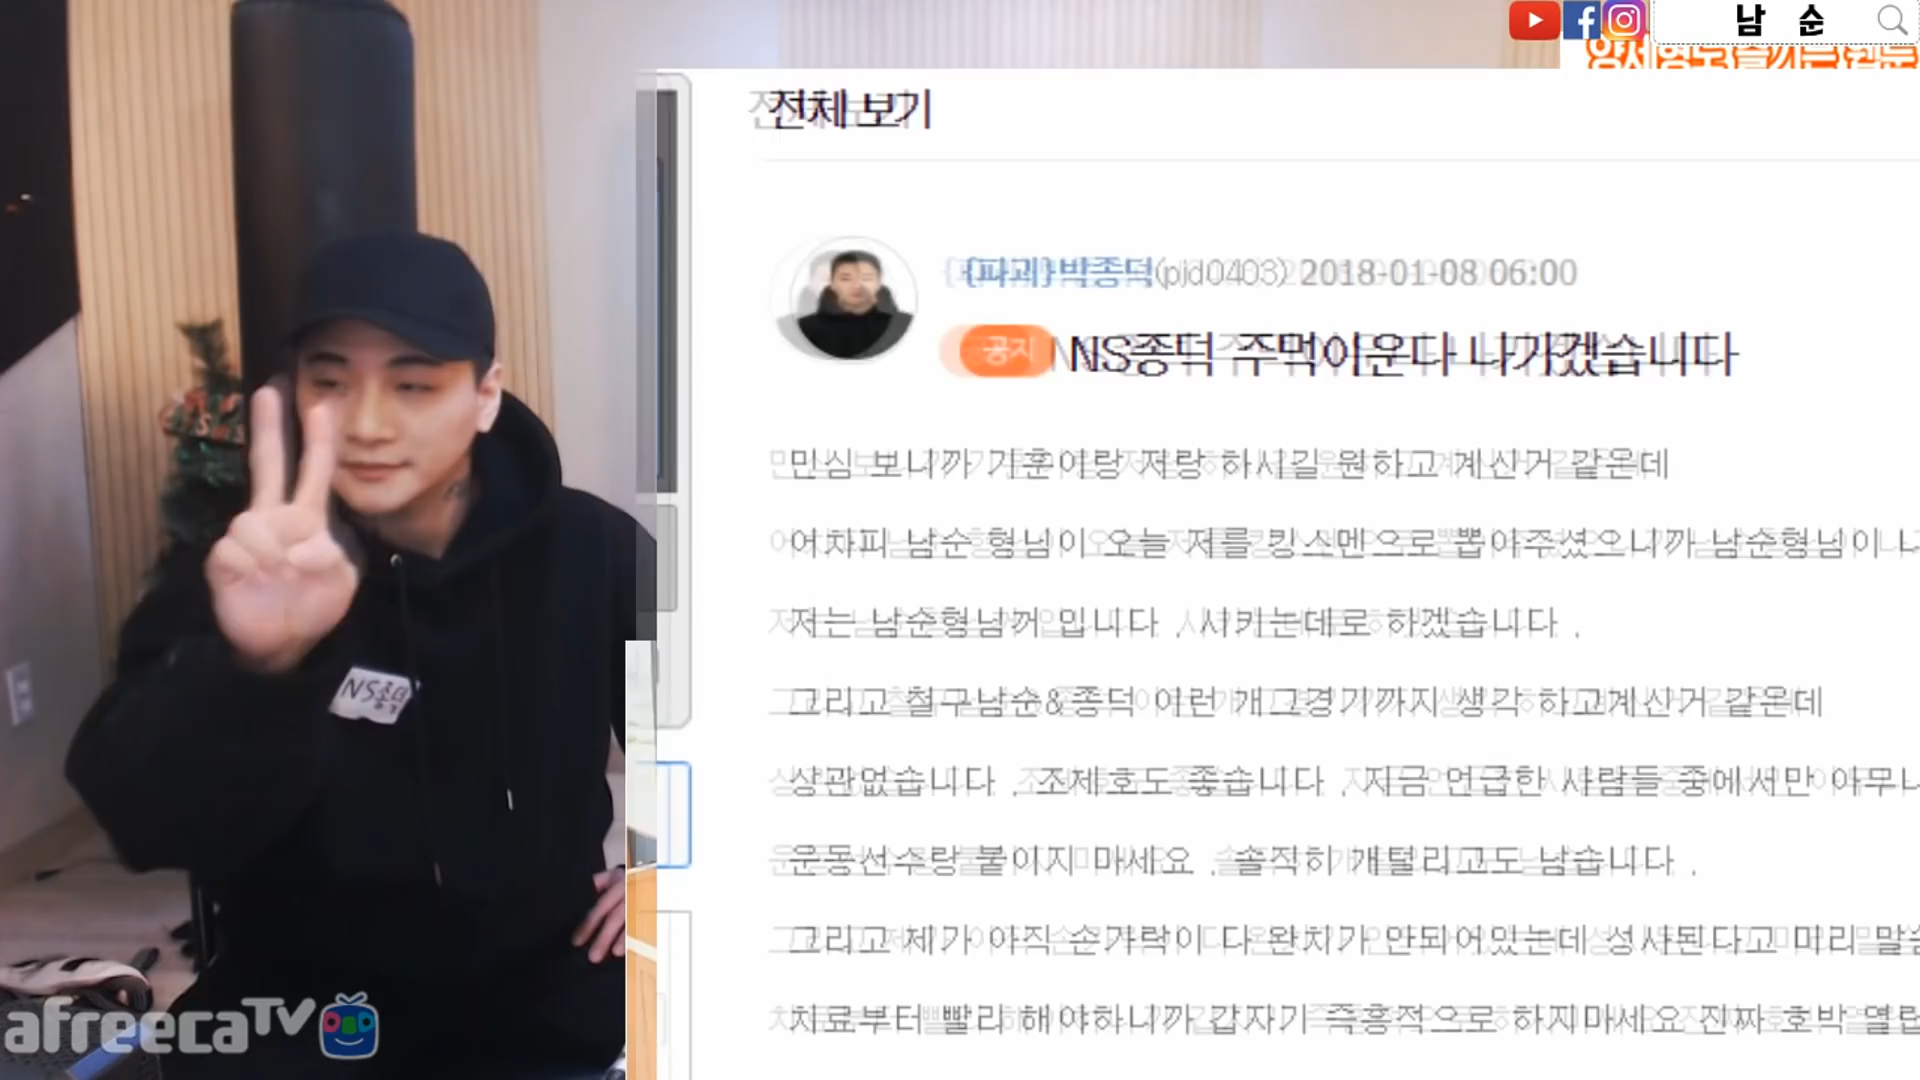 남 순
전체 보기
{파괴}박종덕(pjd0403) 2018-01-08 06:00
공지 NS종덕 주먹이운다 나가겠습니다
민심 보니까 기훈이랑 저랑 하시길 원하고 계신거 같은데
어차피 남순 형님이 오늘 저를 킹스맨으로 뽑아주셨으니까 남순형님이
저는 남순형님꺼 입니다 , 시키는데로 하겠습니다 .
그리고 철구남순&종덕 이런 개그경기까지 생각 하고계신거 같은데
상관없습니다 . 조제호도 좋습니다 , 지금 언급한 사람들 중에서만
운동선수랑 붙이지 마세요 . 솔직히 개털리고도 남습니다 .
그리고 제가 아직 손가락이 다 완치가 안되어있는데 성사된다고 미리
치료부터 빨리 해야하니까 갑자기 즉흥적으로 하지마세요 진짜 호박
NS종덕
afreecaTV